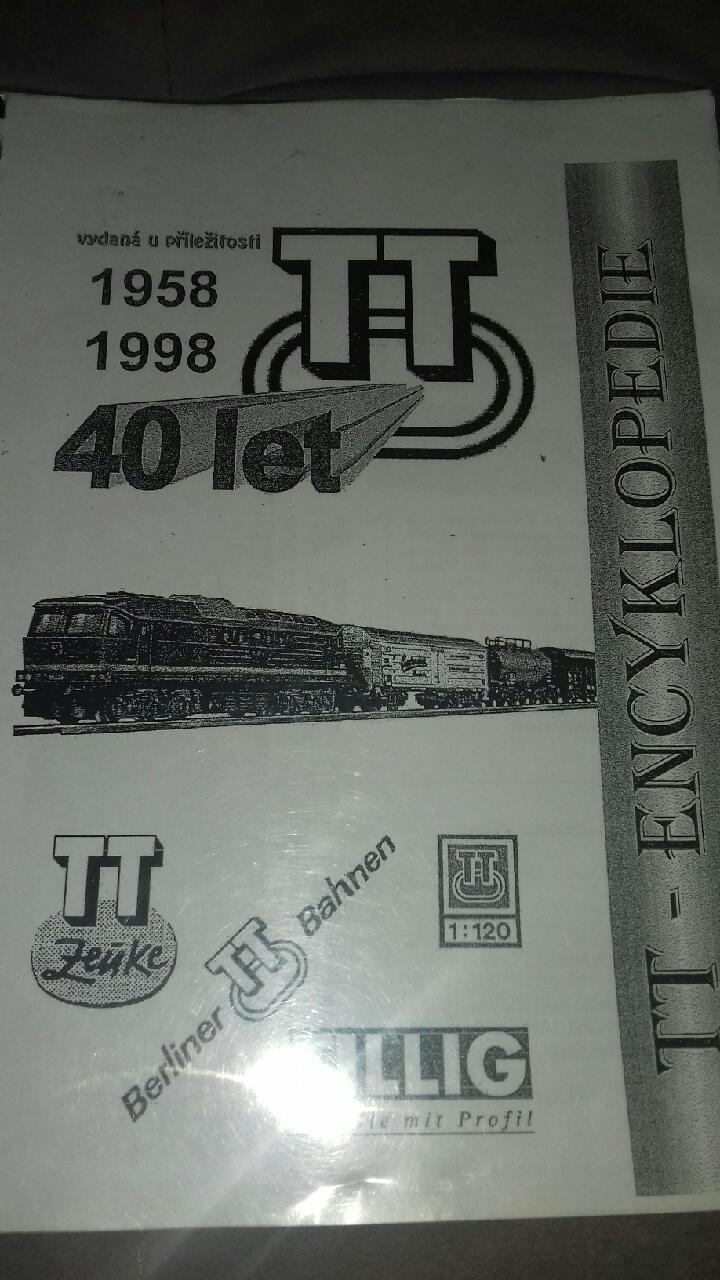 vydaná u příležitosti
1958
1998
TT
40 let
TT - ENCYKLOPEDIE
TT
Zeuke
Berliner TT Bahnen
TT
1:120
ILLIG
mit Profil